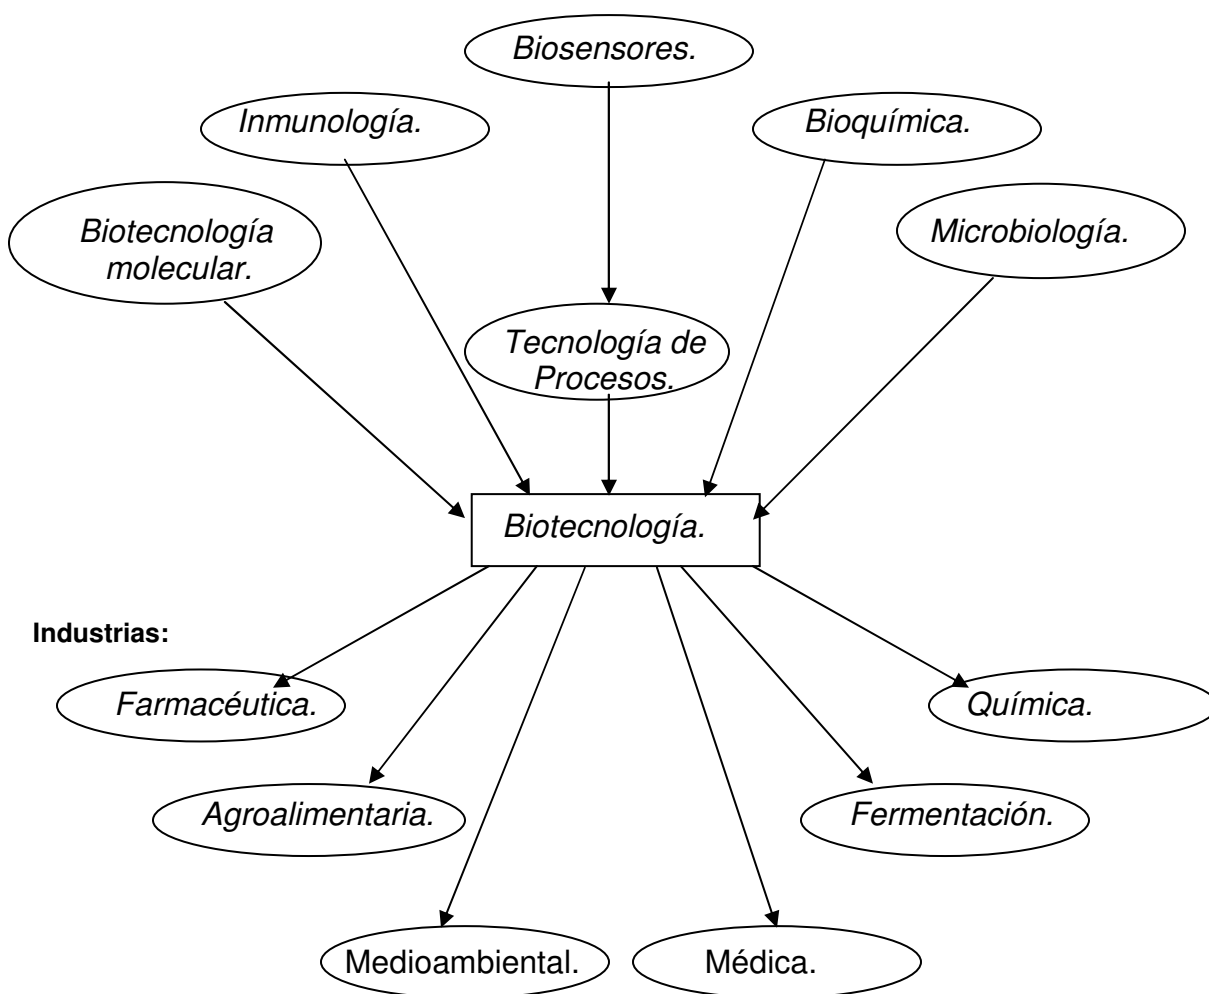 Biosensores.
Inmunología.
Bioquímica.
Biotecnología
molecular.
Microbiología.
Tecnología de
Procesos.
Biotecnología.
Industrias:
Farmacéutica.
Química.
Agroalimentaria.
Fermentación.
Medioambiental.
Médica.